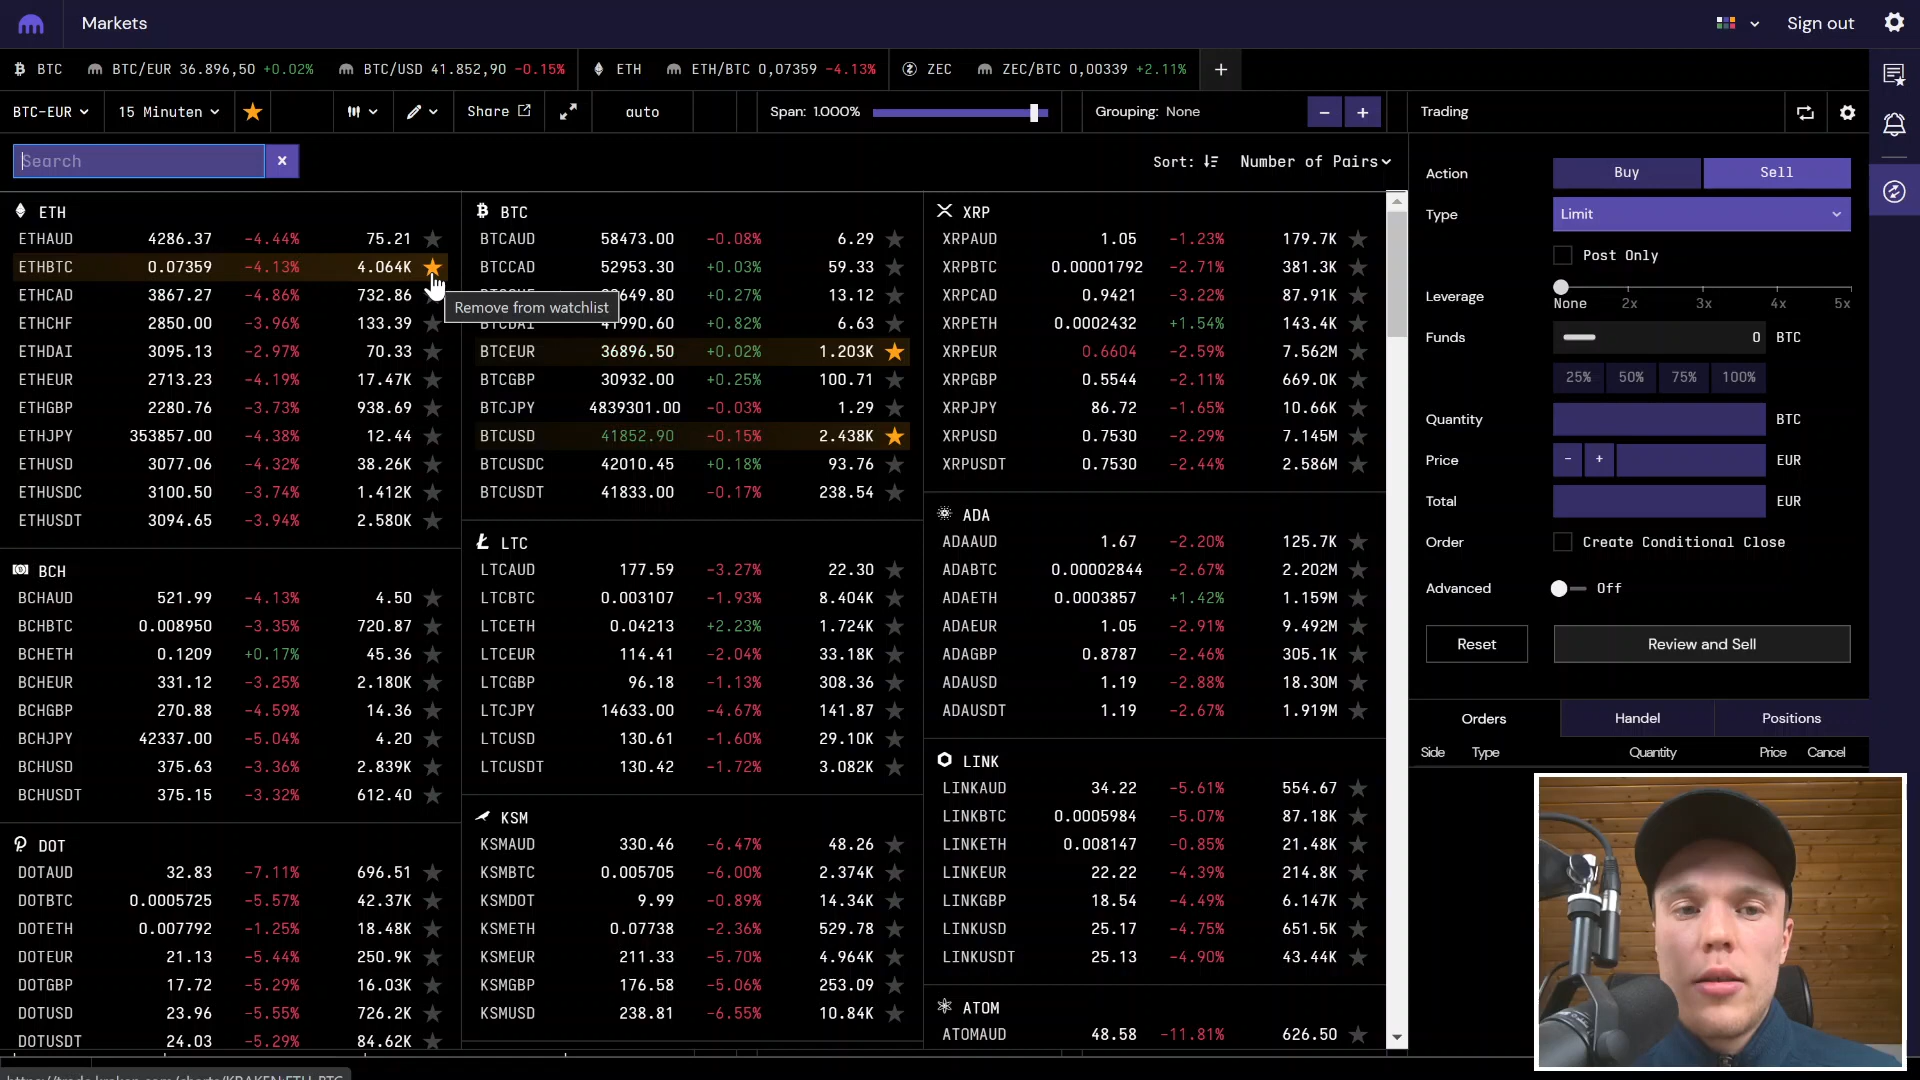 Markets
Sign out
BTC BTC/EUR 36.896,50 +0.02% BTC/USD 41.852,90 -0.15% ETH ETH/BTC 0,07359 -4.13% ZEC ZEC/BTC 0,00339 +2.11% +
BTC-EUR 15 Minuten Share auto Span: 1.000% Grouping: None − + Trading
Search × Sort: Number of Pairs
ETH
ETHAUD 4286.37 -4.44% 75.21
ETHBTC 0.07359 -4.13% 4.064K
ETHCAD 3867.27 -4.86% 732.86
ETHCHF 2850.00 -3.96% 133.39
ETHDAI 3095.13 -2.97% 70.33
ETHEUR 2713.23 -4.19% 17.47K
ETHGBP 2280.76 -3.73% 938.69
ETHJPY 353857.00 -4.38% 12.44
ETHUSD 3077.06 -4.32% 38.26K
ETHUSDC 3100.50 -3.74% 1.412K
ETHUSDT 3094.65 -3.94% 2.580K
Remove from watchlist
BCH
BCHAUD 521.99 -4.13% 4.50
BCHBTC 0.008950 -3.35% 720.87
BCHETH 0.1209 +0.17% 45.36
BCHEUR 331.12 -3.25% 2.180K
BCHGBP 270.88 -4.59% 14.36
BCHJPY 42337.00 -5.04% 4.20
BCHUSD 375.63 -3.36% 2.839K
BCHUSDT 375.15 -3.32% 612.40
DOT
DOTAUD 32.83 -7.11% 696.51
DOTBTC 0.0005725 -5.57% 42.37K
DOTETH 0.007792 -1.25% 18.48K
DOTEUR 21.13 -5.44% 250.9K
DOTGBP 17.72 -5.29% 16.03K
DOTUSD 23.96 -5.55% 726.2K
DOTUSDT 24.03 -5.29% 84.62K
BTC
BTCAUD 58473.00 -0.08% 6.29
BTCCAD 52953.30 +0.03% 59.33
649.80 +0.27% 13.12
BTCDAI 41990.60 +0.82% 6.63
BTCEUR 36896.50 +0.02% 1.203K
BTCGBP 30932.00 +0.25% 100.71
BTCJPY 4839301.00 -0.03% 1.29
BTCUSD 41852.90 -0.15% 2.438K
BTCUSDC 42010.45 +0.18% 93.76
BTCUSDT 41833.00 -0.17% 238.54
LTC
LTCAUD 177.59 -3.27% 22.30
LTCBTC 0.003107 -1.93% 8.404K
LTCETH 0.04213 +2.23% 1.724K
LTCEUR 114.41 -2.04% 33.18K
LTCGBP 96.18 -1.13% 308.36
LTCJPY 14633.00 -4.67% 141.87
LTCUSD 130.61 -1.60% 29.10K
LTCUSDT 130.42 -1.72% 3.082K
KSM
KSMAUD 330.46 -6.47% 48.26
KSMBTC 0.005705 -6.00% 2.374K
KSMDOT 9.99 -0.89% 14.34K
KSMETH 0.07738 -2.36% 529.78
KSMEUR 211.33 -5.70% 4.964K
KSMGBP 176.58 -5.06% 253.09
KSMUSD 238.81 -6.55% 10.84K
XRP
XRPAUD 1.05 -1.23% 179.7K
XRPBTC 0.00001792 -2.71% 381.3K
XRPCAD 0.9421 -3.22% 87.91K
XRPETH 0.0002432 +1.54% 143.4K
XRPEUR 0.6604 -2.59% 7.562M
XRPGBP 0.5544 -2.11% 669.0K
XRPJPY 86.72 -1.65% 10.66K
XRPUSD 0.7530 -2.29% 7.145M
XRPUSDT 0.7530 -2.44% 2.586M
ADA
ADAAUD 1.67 -2.20% 125.7K
ADABTC 0.00002844 -2.67% 2.202M
ADAETH 0.0003857 +1.42% 1.159M
ADAEUR 1.05 -2.91% 9.492M
ADAGBP 0.8787 -2.46% 305.1K
ADAUSD 1.19 -2.88% 18.30M
ADAUSDT 1.19 -2.67% 1.919M
LINK
LINKAUD 34.22 -5.61% 554.67
LINKBTC 0.0005984 -5.07% 87.18K
LINKETH 0.008147 -0.85% 21.48K
LINKEUR 22.22 -4.39% 214.8K
LINKGBP 18.54 -4.49% 6.147K
LINKUSD 25.17 -4.75% 651.5K
LINKUSDT 25.13 -4.90% 43.44K
ATOM
ATOMAUD 48.58 -11.81% 626.50
Action Buy Sell
Type Limit
Post Only
Leverage None 2x 3x 4x 5x
Funds 0 BTC
25% 50% 75% 100%
Quantity BTC
Price - + EUR
Total EUR
Order Create Conditional Close
Advanced Off
Reset Review and Sell
Orders Handel Positions
Side Type Quantity Price Cancel